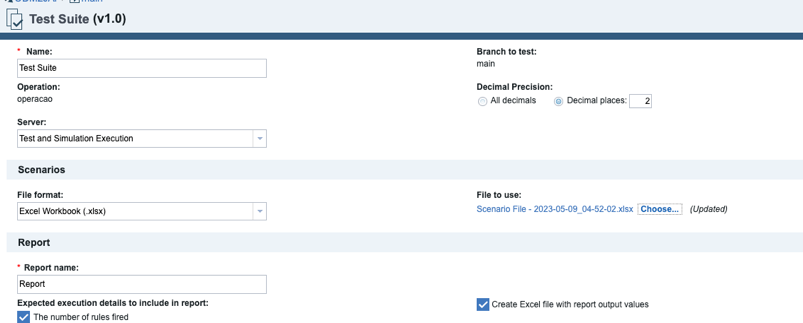 main
Test Suite (v1.0)
* Name:
Test Suite
Branch to test:
main
Operation:
operacao
Decimal Precision:
All decimals
Decimal places: 2
Server:
Test and Simulation Execution
Scenarios
File format:
Excel Workbook (.xlsx)
File to use:
Scenario File - 2023-05-09_04-52-02.xlsx Choose... (Updated)
Report
* Report name:
Report
Expected execution details to include in report:
The number of rules fired
Create Excel file with report output values